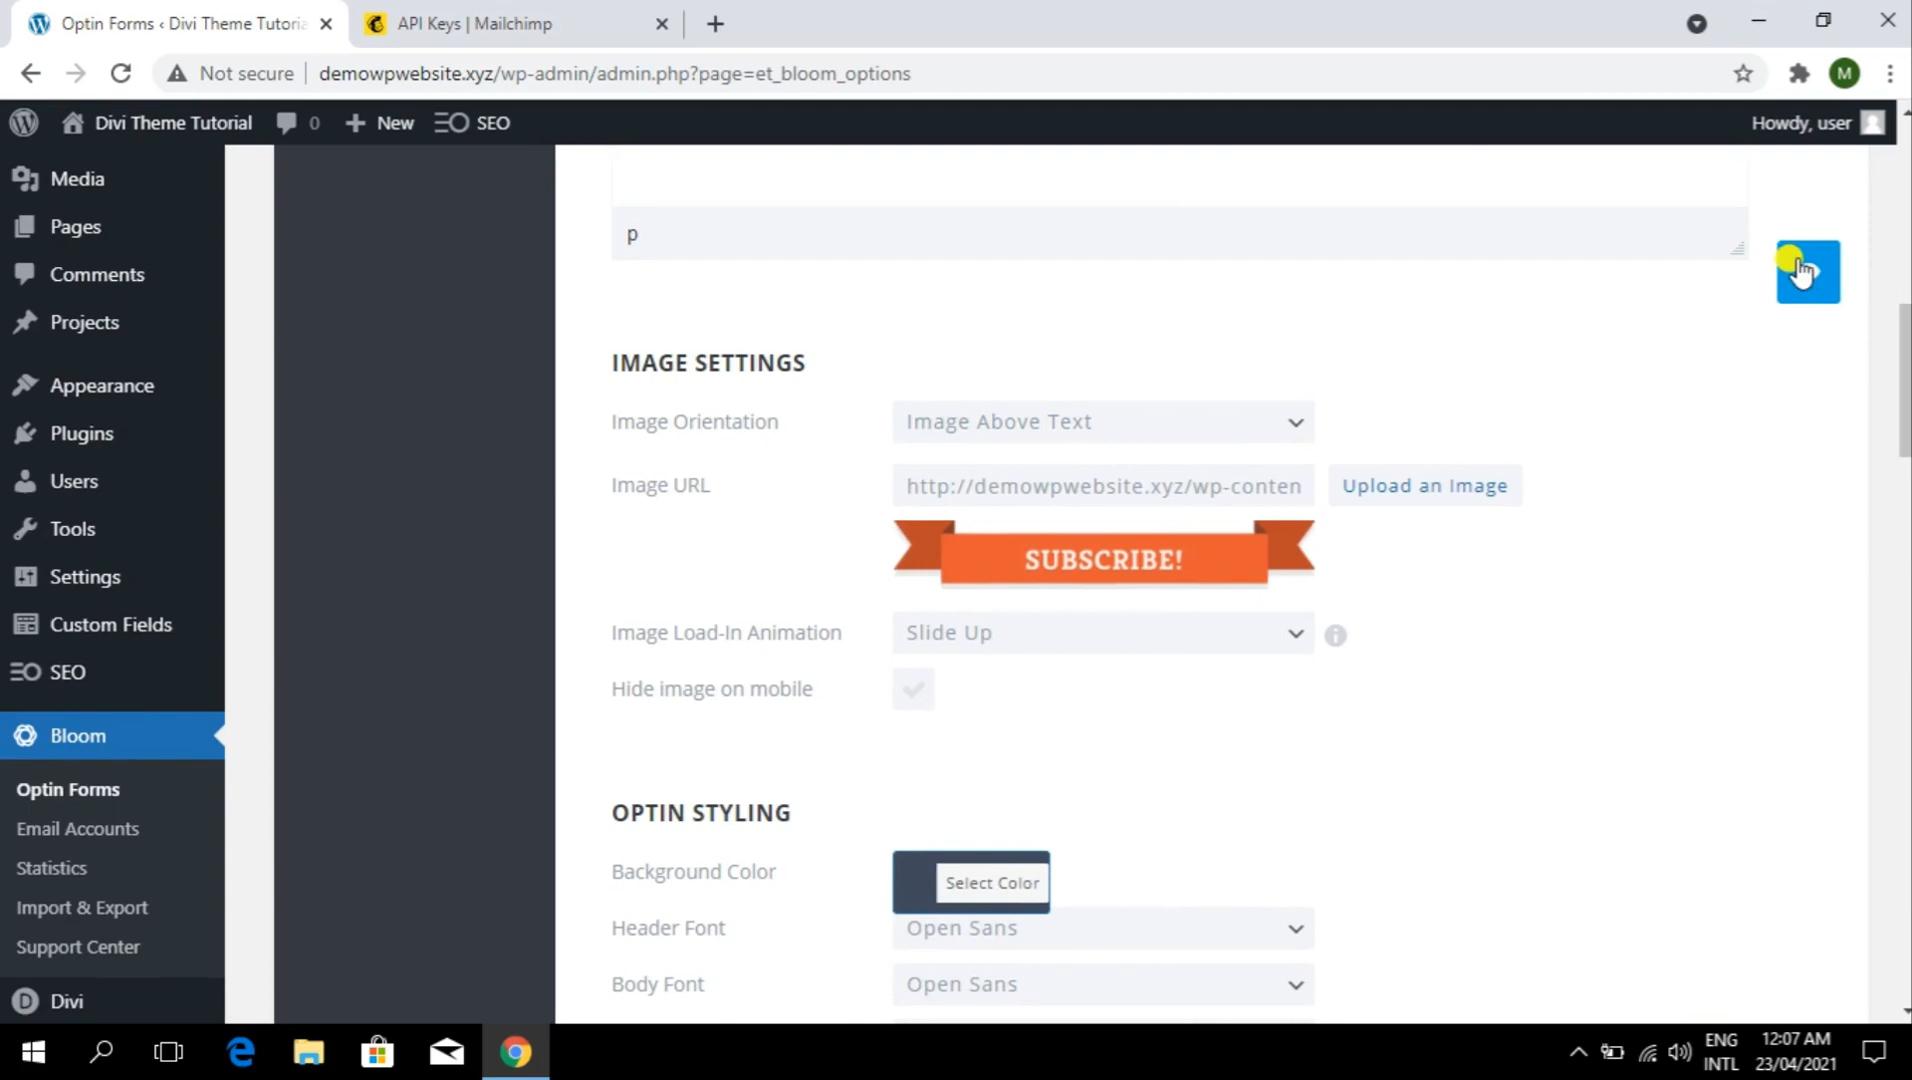 Optin Forms ‹ Divi Theme Tutoria
API Keys | Mailchimp
Not secure
demowpwebsite.xyz/wp-admin/admin.php?page=et_bloom_options
M
Divi Theme Tutorial
0
New
SEO
Howdy, user
Media
Pages
Comments
Projects
Appearance
Plugins
Users
Tools
Settings
Custom Fields
SEO
Bloom
Optin Forms
Email Accounts
Statistics
Import & Export
Support Center
Divi
p
IMAGE SETTINGS
Image Orientation
Image Above Text
Image URL
http://demowpwebsite.xyz/wp-conten
Upload an Image
SUBSCRIBE!
Image Load-In Animation
Slide Up
Hide image on mobile
OPTIN STYLING
Background Color
Select Color
Header Font
Open Sans
Body Font
Open Sans
ENG
INTL
12:07 AM
23/04/2021